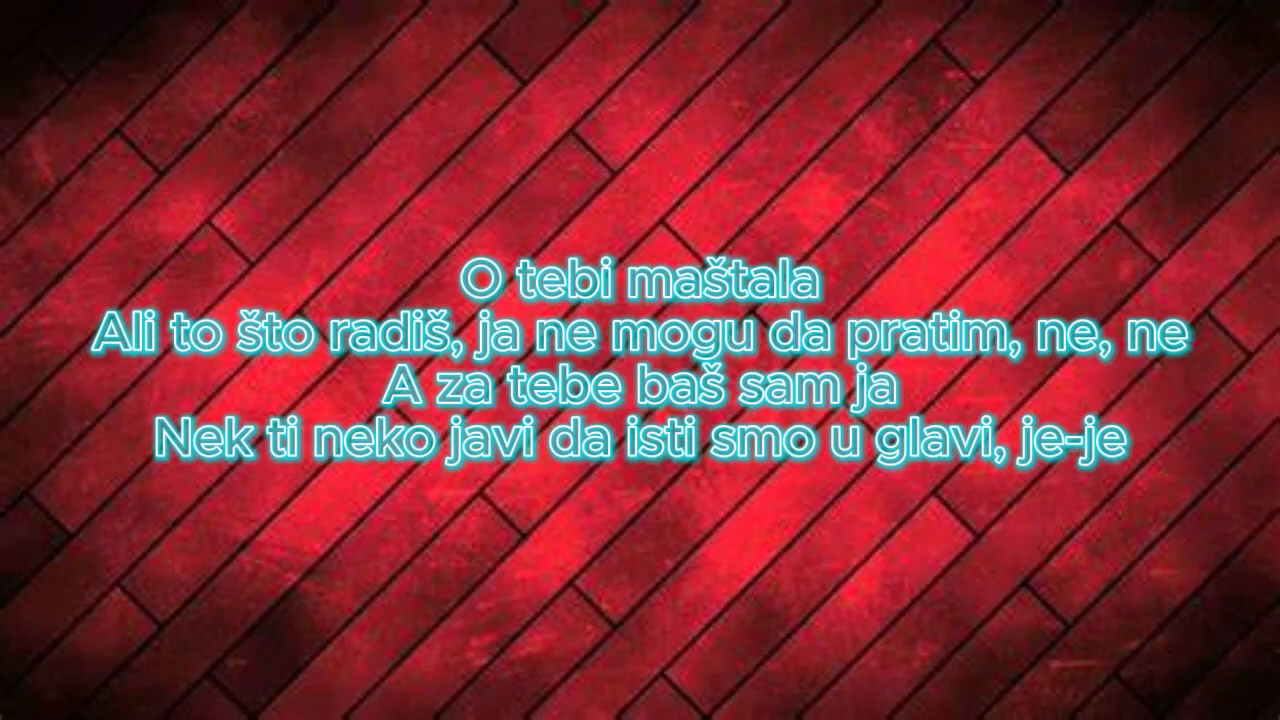 O tebi maštala
Ali to što radiš, ja ne mogu da pratim, ne, ne
A za tebe baš sam ja
Nek ti neko javi da isti smo u glavi, je-je